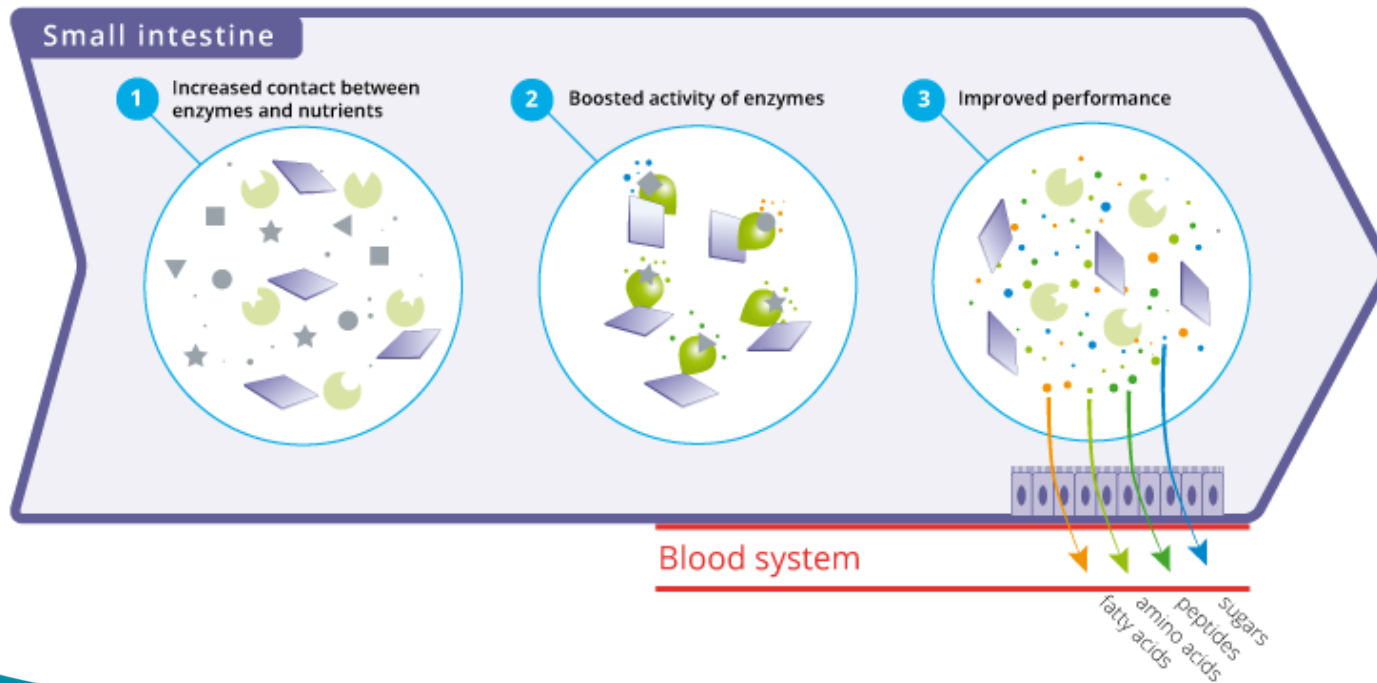 Small intestine
1
Increased contact between
enzymes and nutrients
2
Boosted activity of enzymes
3
Improved performance
Blood system
fatty acids
amino acids
peptides
sugars